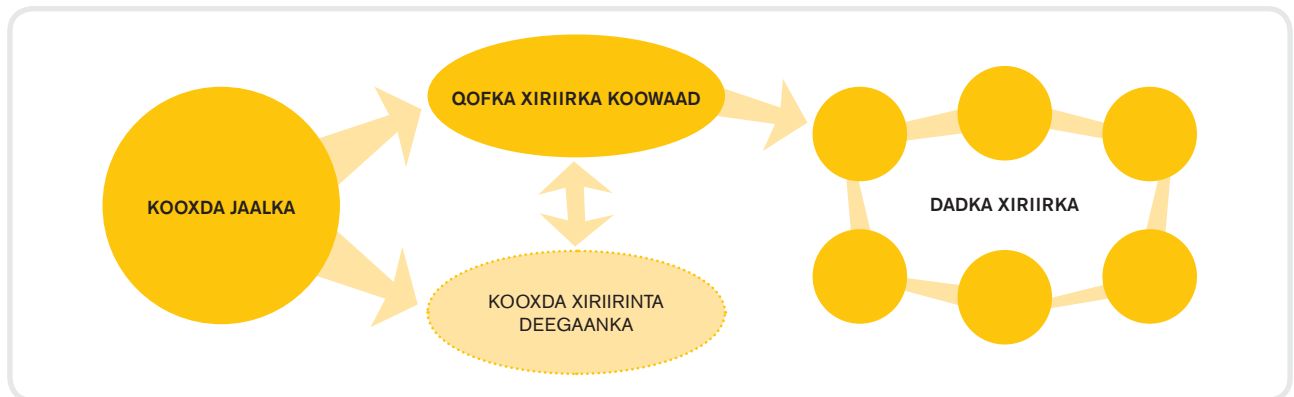 KOOXDA JAALKA
QOFKA XIRIIRKA KOOWAAD
KOOXDA XIRIIRINTA
DEEGAANKA
DADKA XIRIIRKA